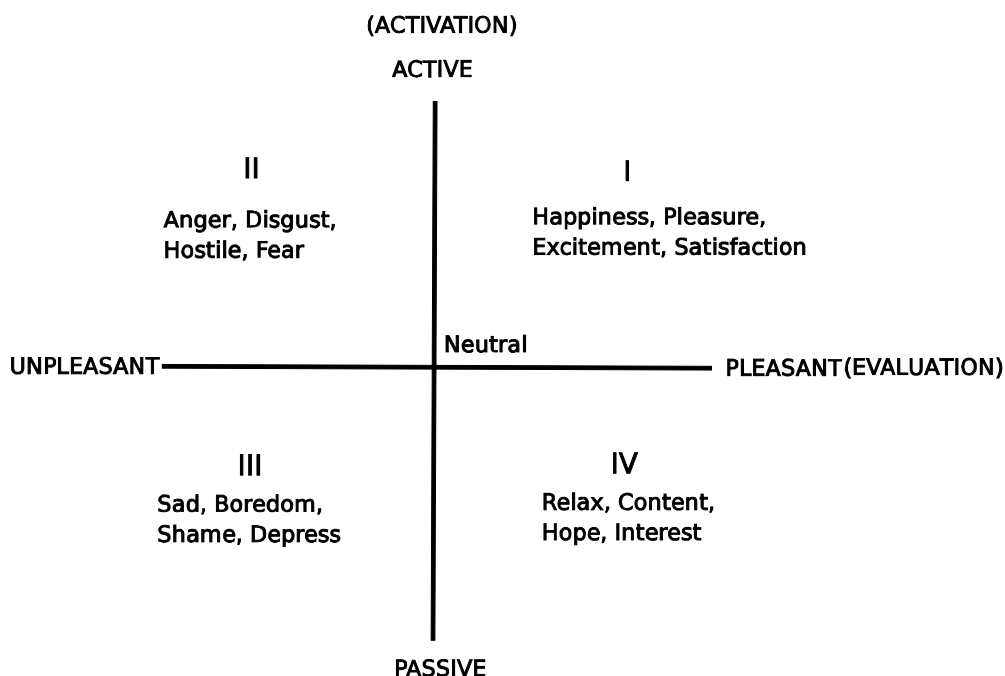 (ACTIVATION)
ACTIVE
II
Anger, Disgust,
Hostile, Fear
I
Happiness, Pleasure,
Excitement, Satisfaction
Neutral
UNPLEASANT
PLEASANT(EVALUATION)
III
Sad, Boredom,
Shame, Depress
IV
Relax, Content,
Hope, Interest
PASSIVE